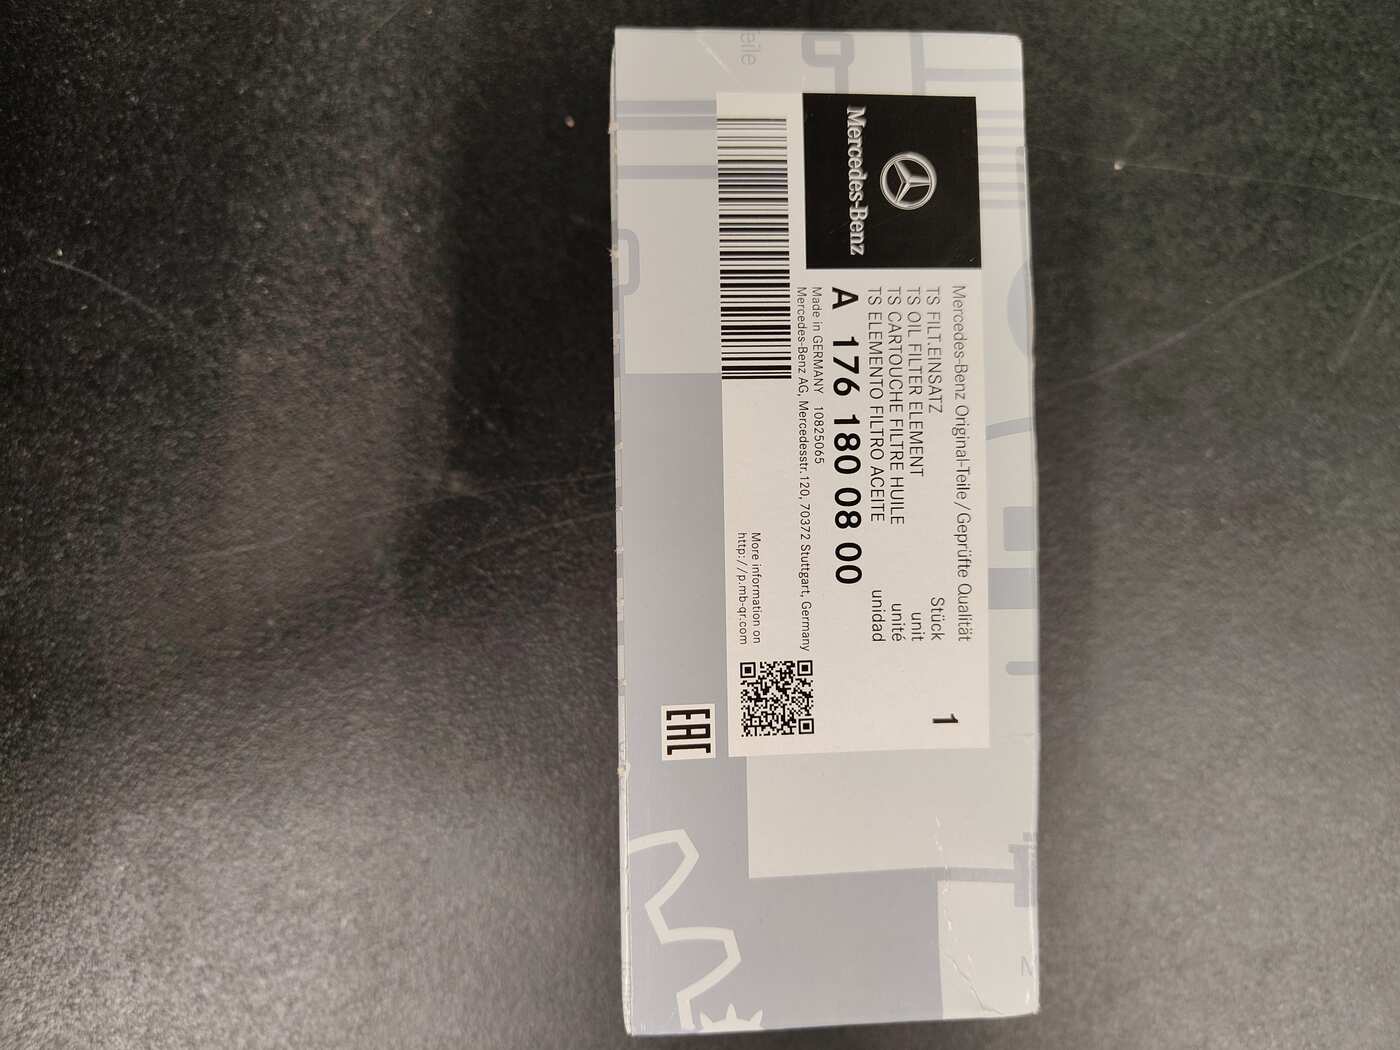 Mercedes-Benz
Mercedes-Benz Original-Teile/Geprüfte Qualität
TS FILT.EINSATZ Stück 1
TS OIL FILTER ELEMENT unit
TS CARTOUCHE FILTRE HUILE unité
TS ELEMENTO FILTRO ACEITE unidad
A 176 180 08 00
Made in GERMANY 10825065
Mercedes-Benz AG, Mercedesstr.120, 70372 Stuttgart, Germany
More information on
http://p.mb-qr.com
EAC
eile